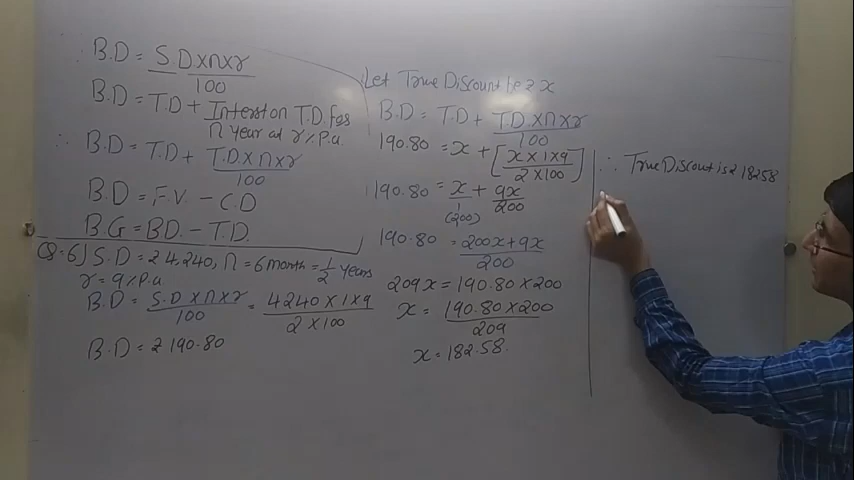 ∴ B.D = S.D×n×r/100
B.D = T.D + Interst on T.D. for n year at r % P.a.
∴ B.D = T.D + T.D×n×r/100
B.D = F.V. - C.D
B.G = B.D. - T.D.
Q.6) S.D = ₹ 4,240, n = 6 month = 1/2 years
r = 9 % P.a
B.D = S.D×n×r/100 = 4240×1×9/2×100
B.D = ₹ 190.80
Let True Discount be ₹ x
B.D = T.D + T.D×n×r/100
190.80 = x + [x×1×9/2×100]
190.80 = x/1 + 9x/200
(200)
190.80 = 200x+9x/200
209x = 190.80×200
x = 190.80×200/209
x = 182.58.
∴ True Discout is ₹ 182.58